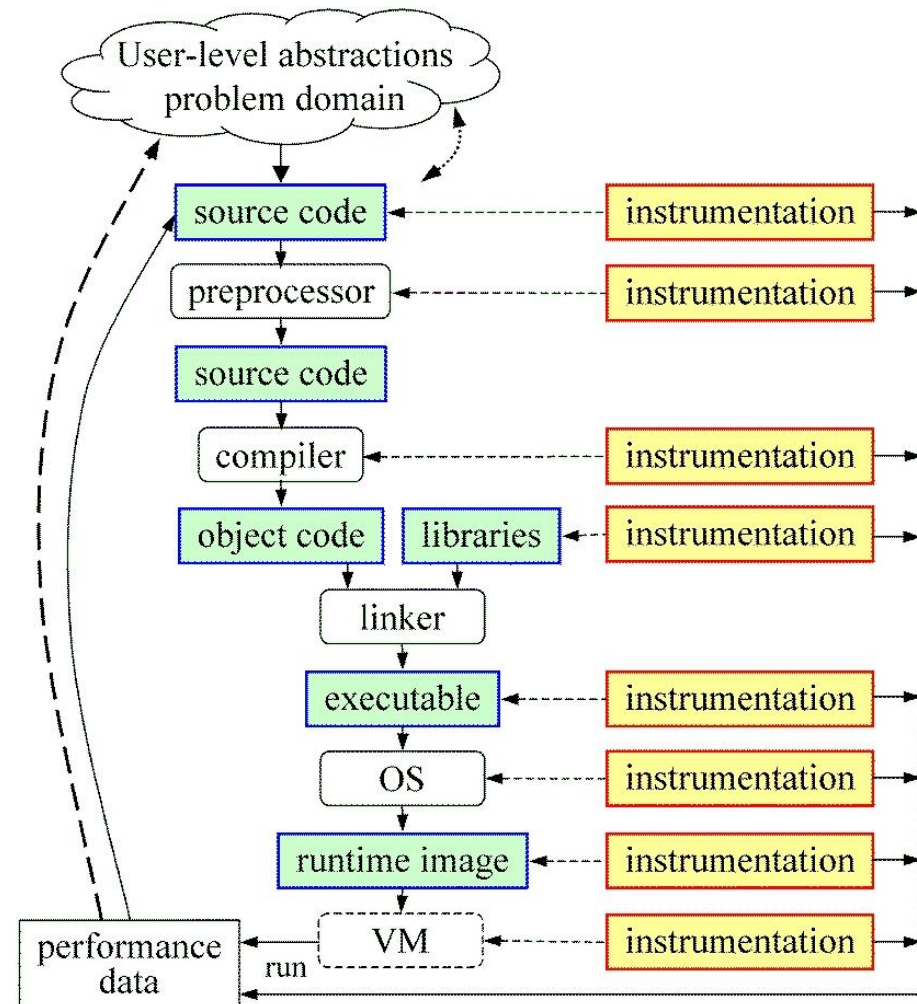 User-level abstractions
problem domain
source code
instrumentation
preprocessor
instrumentation
source code
compiler
instrumentation
object code
libraries
instrumentation
linker
executable
instrumentation
OS
instrumentation
runtime image
instrumentation
VM
instrumentation
performance
data
run